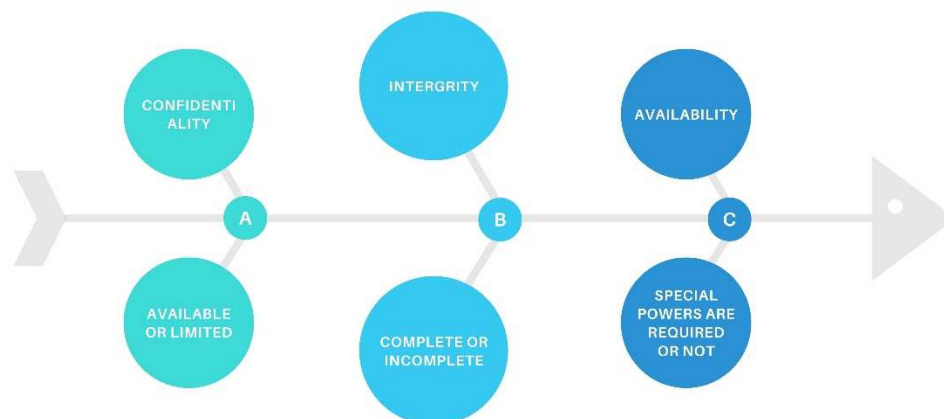 CONFIDENTI
ALITY
INTERGRITY
AVAILABILITY
A
B
C
AVAILABLE
OR LIMITED
COMPLETE OR
INCOMPLETE
SPECIAL
POWERS ARE
REQUIRED
OR NOT